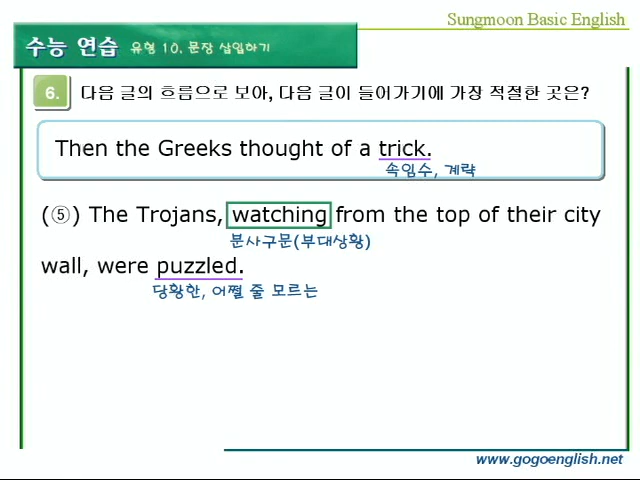 Sungmoon Basic English
수능 연습 유형 10. 문장 삽입하기
6. 다음 글의 흐름으로 보아, 다음 글이 들어가기에 가장 적절한 곳은?
Then the Greeks thought of a trick.
속임수, 계략
(⑤) The Trojans, watching from the top of their city
분사구문(부대상황)
wall, were puzzled.
당황한, 어쩔 줄 모르는
www.gogoenglish.net